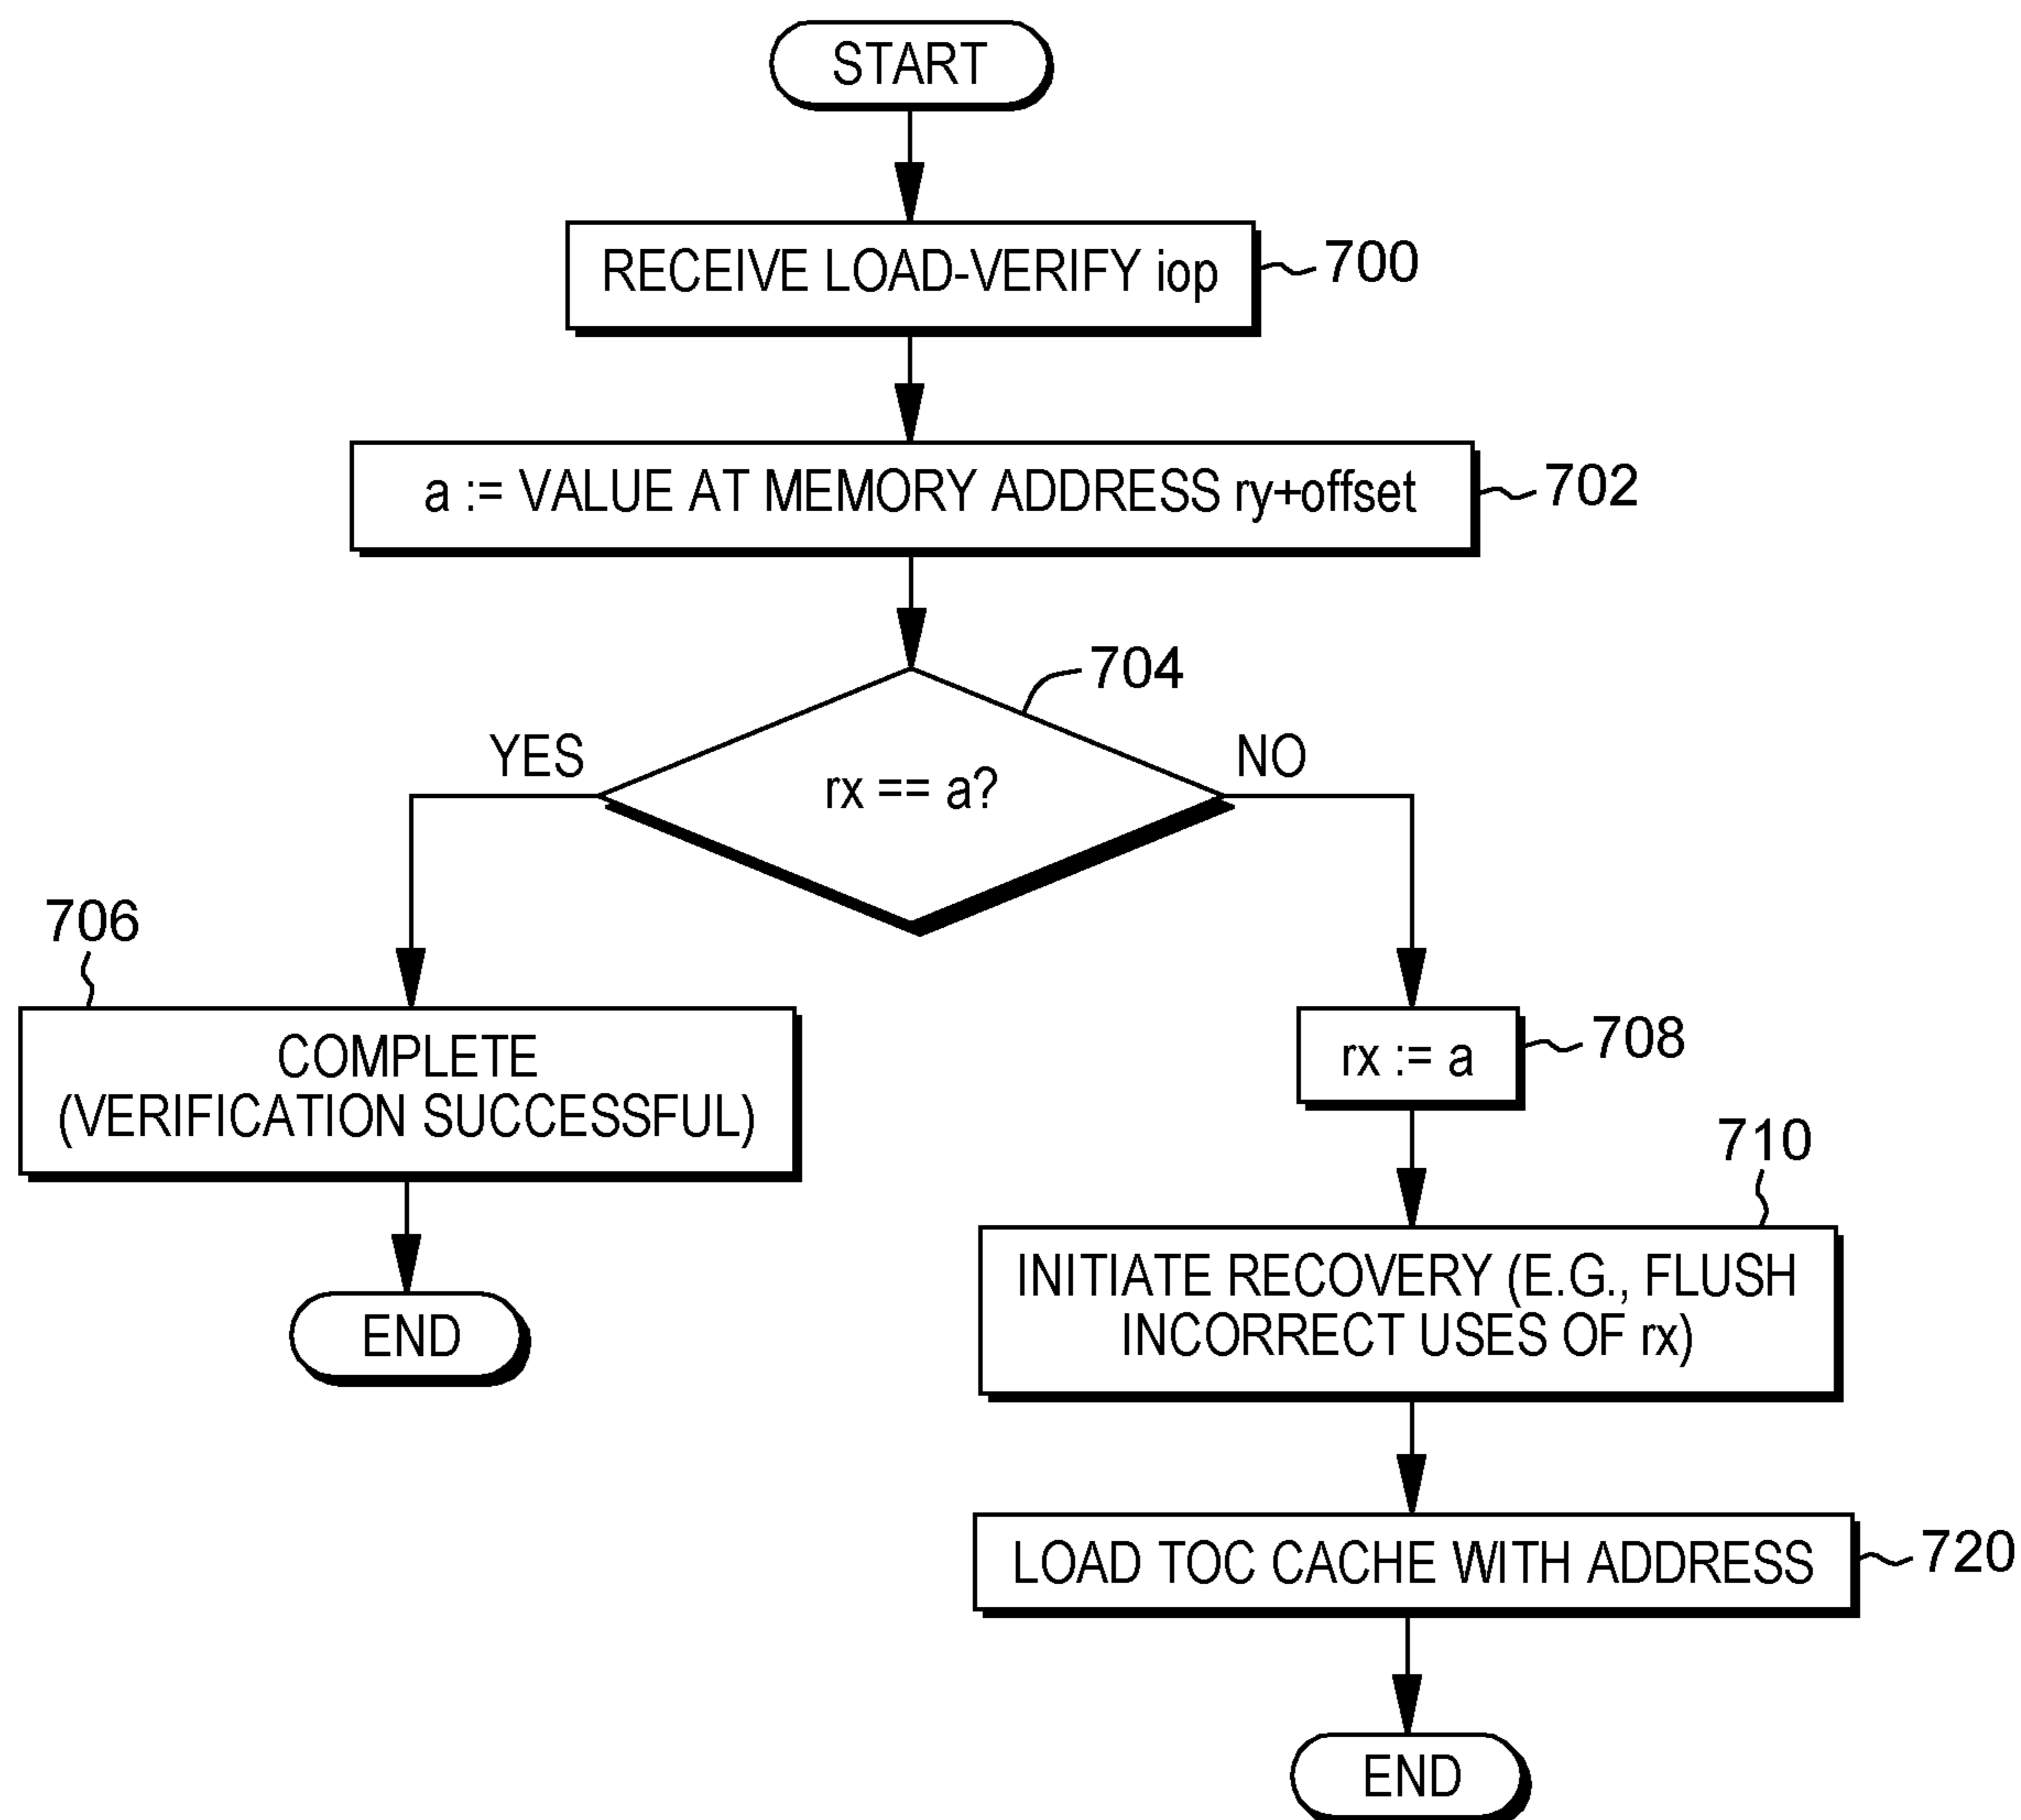 START
RECEIVE LOAD-VERIFY iop
700
a := VALUE AT MEMORY ADDRESS ry+offset
702
704
YES
rx == a?
NO
706
COMPLETE
(VERIFICATION SUCCESSFUL)
END
rx := a
708
710
INITIATE RECOVERY (E.G., FLUSH
INCORRECT USES OF rx)
LOAD TOC CACHE WITH ADDRESS
720
END